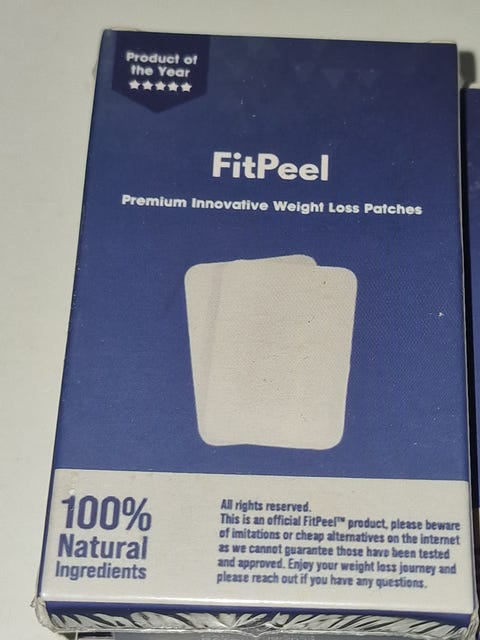 Product of
the Year
FitPeel
Premium Innovative Weight Loss Patches
100%
Natural
Ingredients
All rights reserved.
This is an official FitPeel™ product, please beware
of imitations or cheap alternatives on the internet
as we cannot guarantee those have been tested
and approved. Enjoy your weight loss journey and
please reach out if you have any questions.